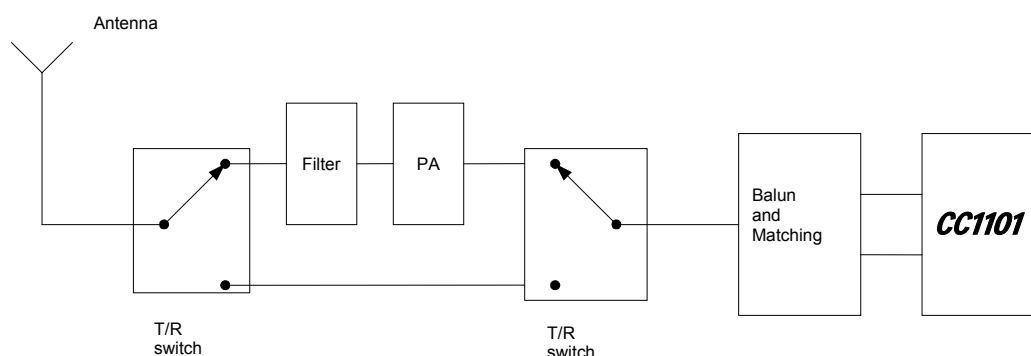 Antenna
Filter
PA
Balun
and
Matching
CC1101
T/R
switch
T/R
switch